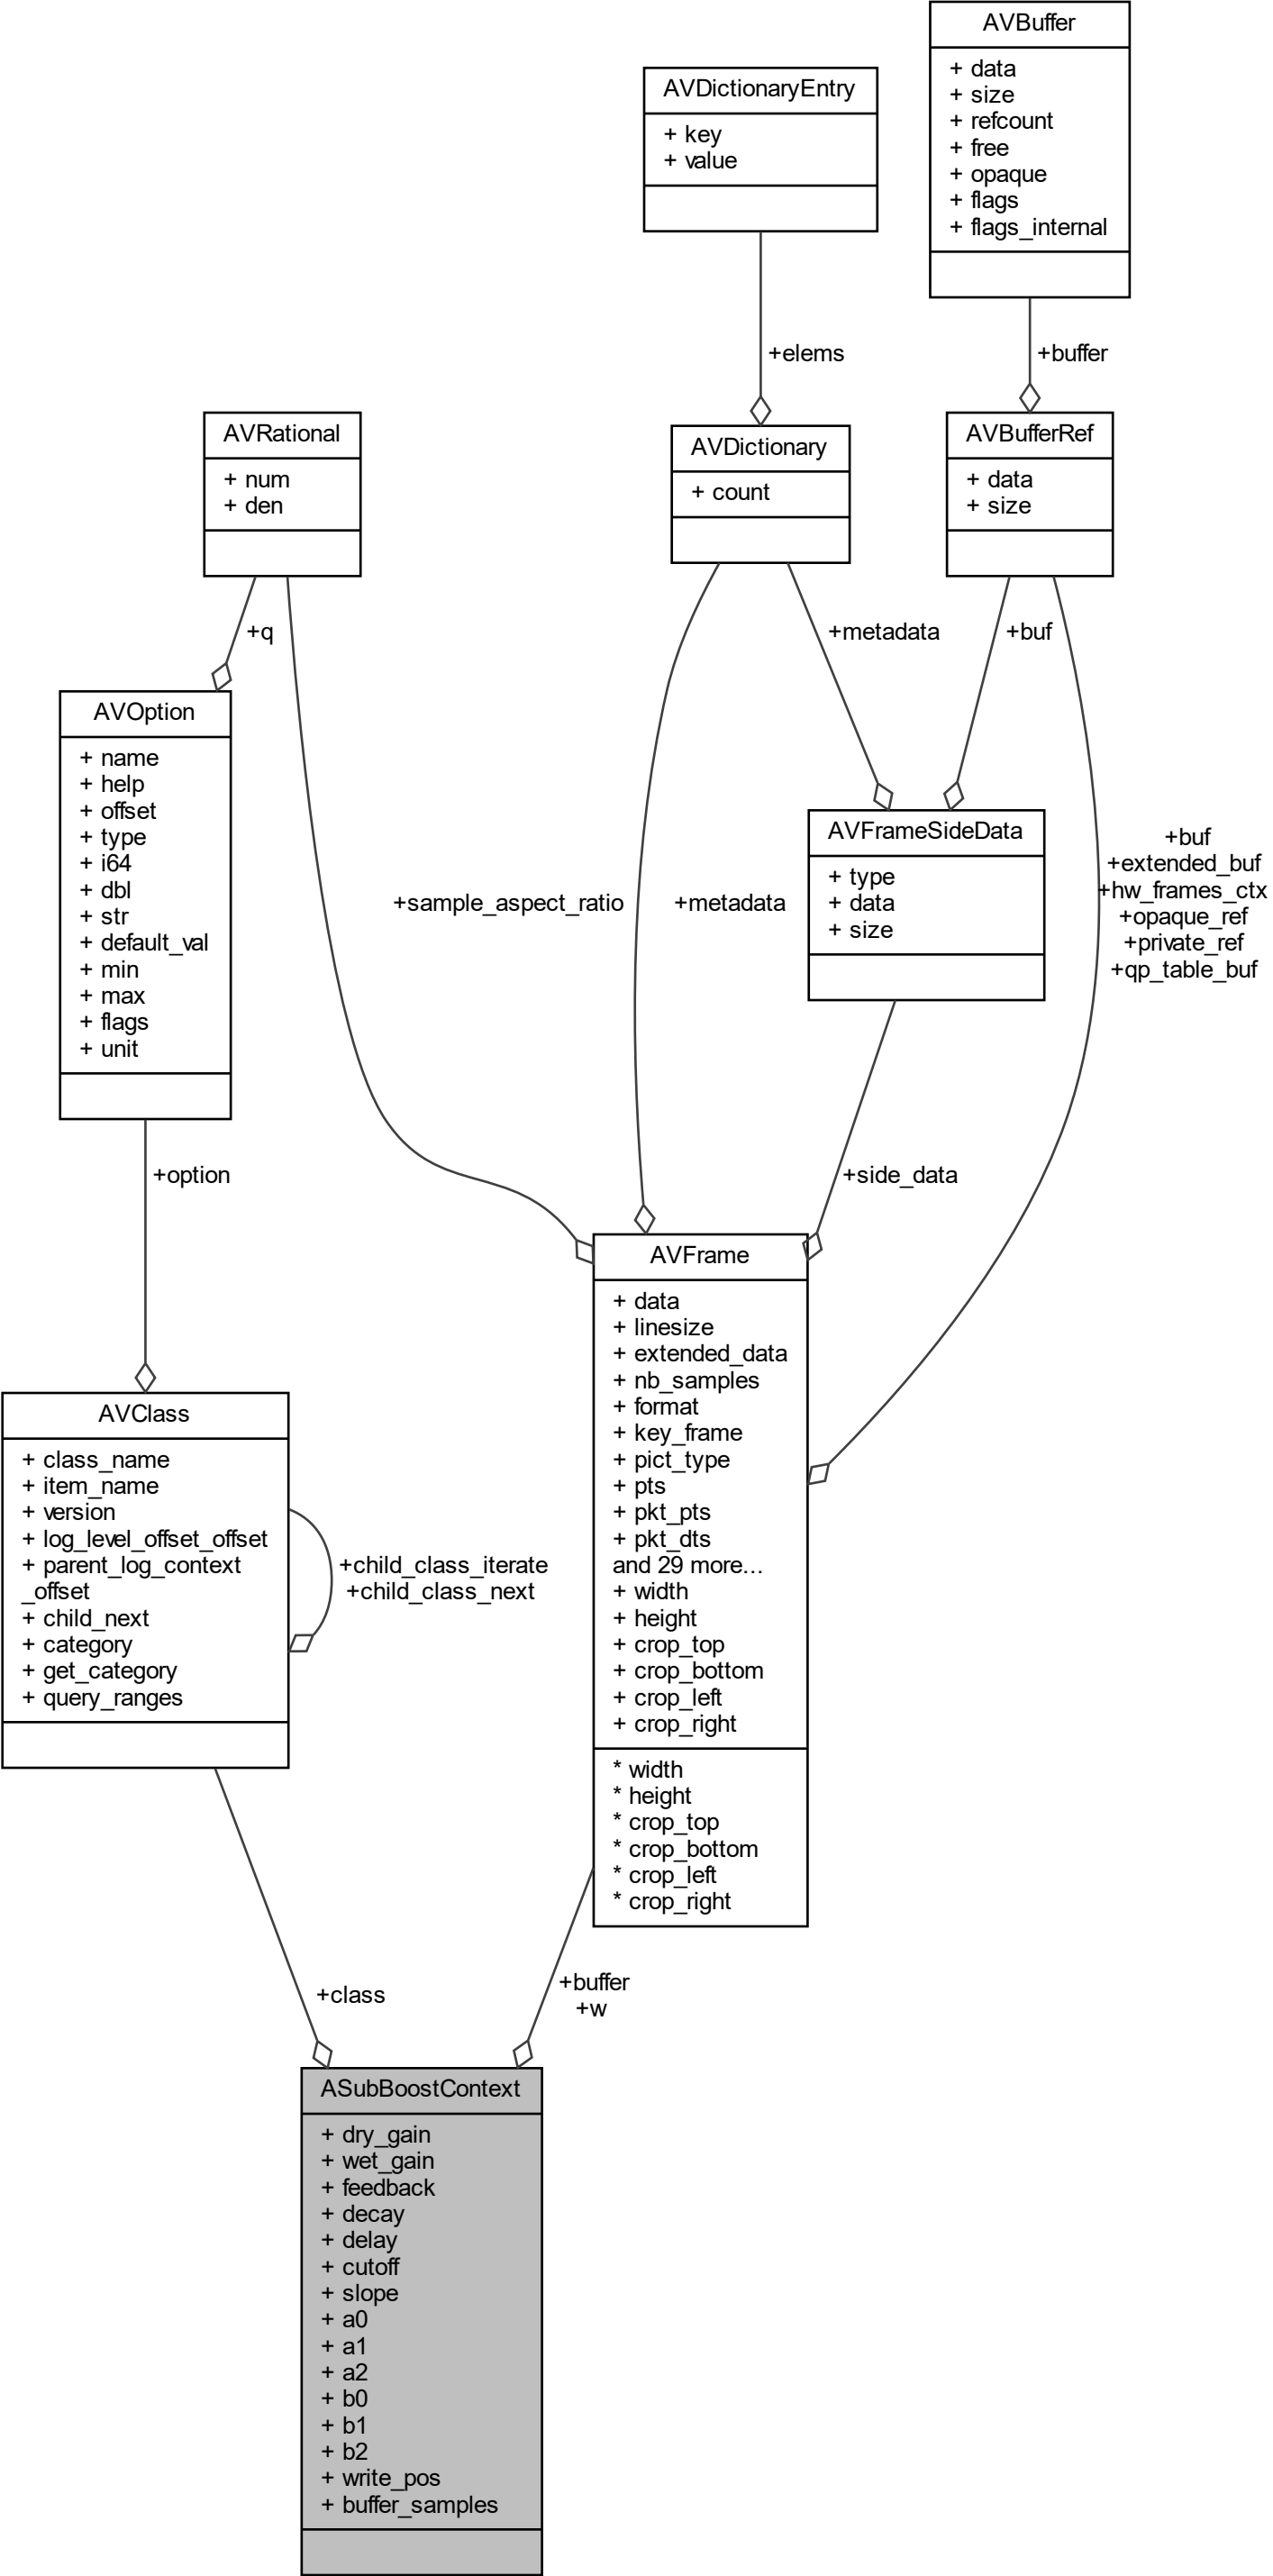 AVBuffer
+ data
+ size
+ refcount
+ free
+ opaque
+ flags
+ flags_internal
AVDictionaryEntry
+ key
+ value
+elems
+buffer
AVRational
+ num
+ den
AVDictionary
+ count
AVBufferRef
+ data
+ size
+q
+metadata
+buf
AVOption
+ name
+ help
+ offset
+ type
+ i64
+ dbl
+ str
+ default_val
+ min
+ max
+ flags
+ unit
AVFrameSideData
+ type
+ data
+ size
+sample_aspect_ratio
+metadata
+buf
+extended_buf
+hw_frames_ctx
+opaque_ref
+private_ref
+qp_table_buf
+option
+side_data
AVFrame
+ data
+ linesize
+ extended_data
+ nb_samples
+ format
+ key_frame
+ pict_type
+ pts
+ pkt_pts
+ pkt_dts
and 29 more...
+ width
+ height
+ crop_top
+ crop_bottom
+ crop_left
+ crop_right
* width
* height
* crop_top
* crop_bottom
* crop_left
* crop_right
AVClass
+ class_name
+ item_name
+ version
+ log_level_offset_offset
+ parent_log_context
_offset
+ child_next
+ category
+ get_category
+ query_ranges
+child_class_iterate
+child_class_next
+class
+buffer
+w
ASubBoostContext
+ dry_gain
+ wet_gain
+ feedback
+ decay
+ delay
+ cutoff
+ slope
+ a0
+ a1
+ a2
+ b0
+ b1
+ b2
+ write_pos
+ buffer_samples